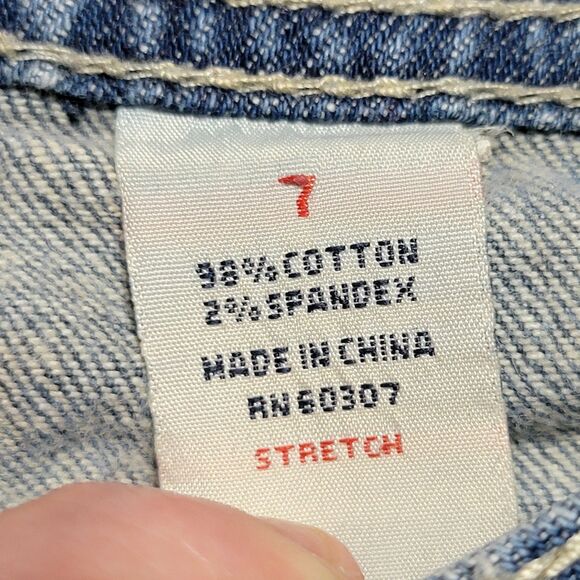 7
98% COTTON
2% SPANDEX
MADE IN CHINA
RN 60307
STRETCH